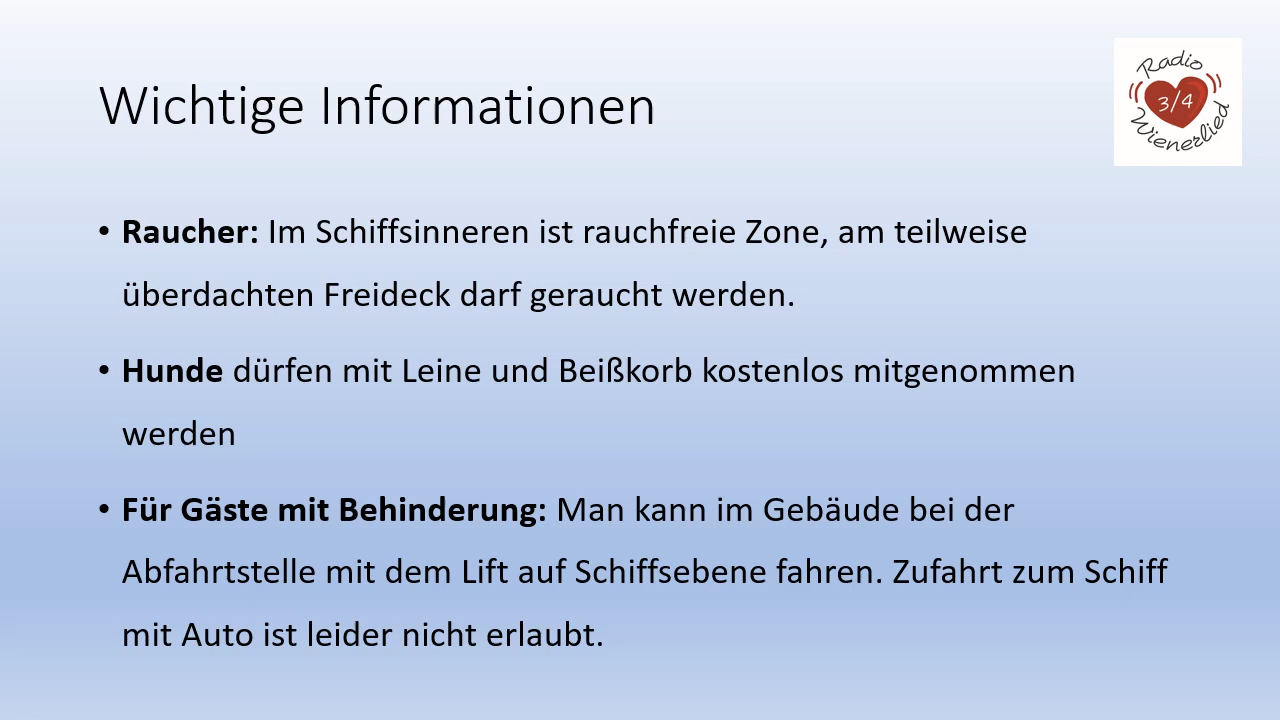 Wichtige Informationen
Radio
3/4
Wienerlied
• Raucher: Im Schiffsinneren ist rauchfreie Zone, am teilweise
überdachten Freideck darf geraucht werden.
• Hunde dürfen mit Leine und Beißkorb kostenlos mitgenommen
werden
• Für Gäste mit Behinderung: Man kann im Gebäude bei der
Abfahrtstelle mit dem Lift auf Schiffsebene fahren. Zufahrt zum Schiff
mit Auto ist leider nicht erlaubt.